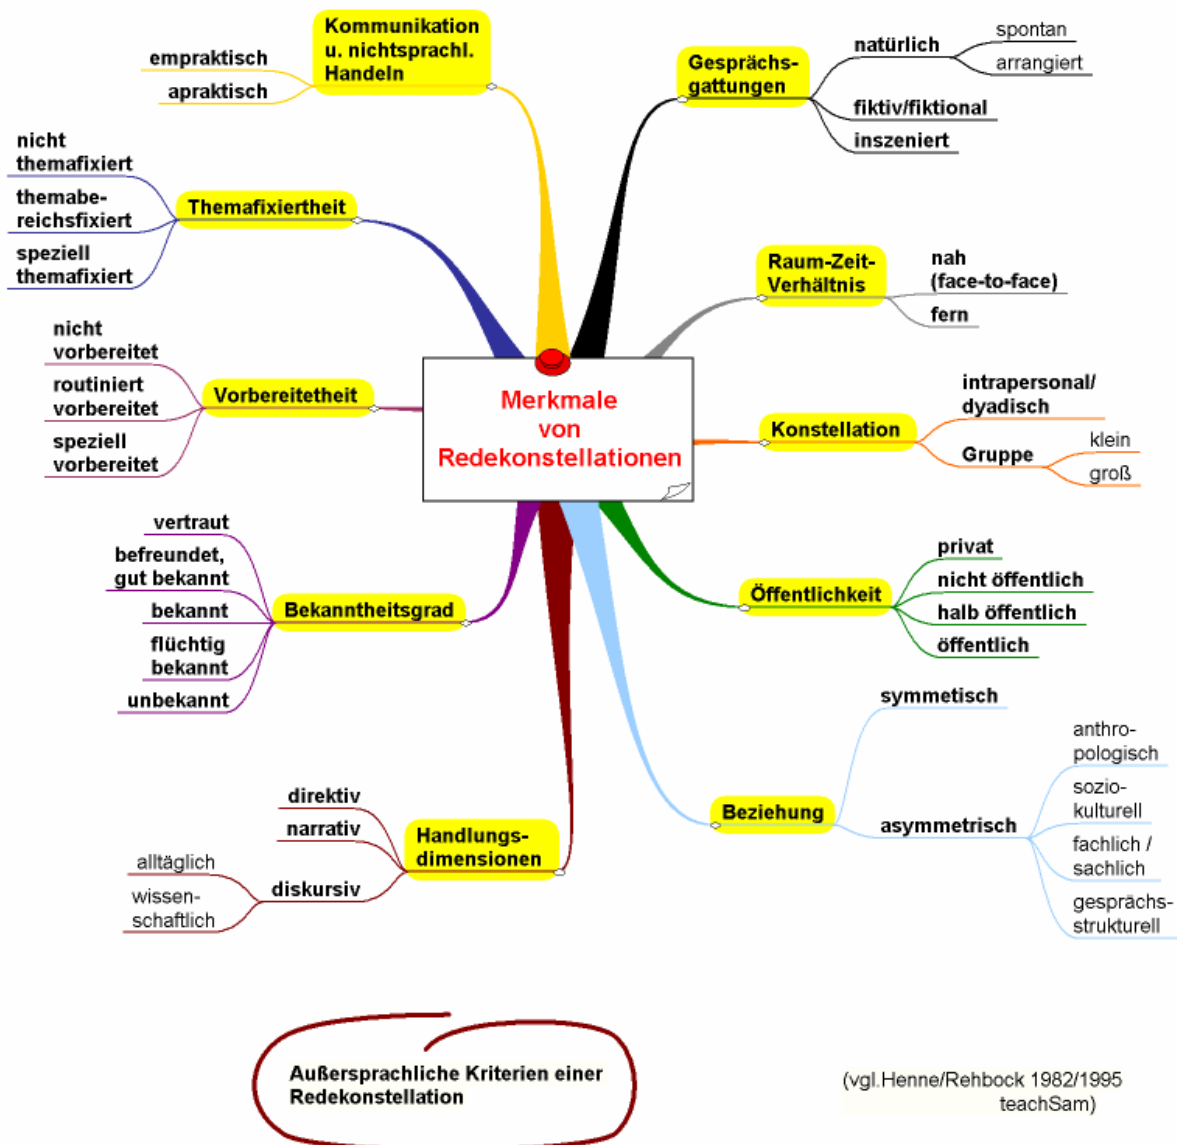 Merkmale
von
Redekonstellationen
Kommunikation
u. nichtsprachl.
Handeln
empraktisch
apraktisch
Themafixiertheit
nicht
themafixiert
themabe-
reichsfixiert
speziell
themafixiert
Vorbereitetheit
nicht
vorbereitet
routiniert
vorbereitet
speziell
vorbereitet
Bekanntheitsgrad
vertraut
befreundet,
gut bekannt
bekannt
flüchtig
bekannt
unbekannt
Handlungs-
dimensionen
direktiv
narrativ
diskursiv
alltäglich
wissen-
schaftlich
Gesprächs-
gattungen
natürlich
spontan
arrangiert
fiktiv/fiktional
inszeniert
Raum-Zeit-
Verhältnis
nah
(face-to-face)
fern
Konstellation
intrapersonal/
dyadisch
Gruppe
klein
groß
Öffentlichkeit
privat
nicht öffentlich
halb öffentlich
öffentlich
Beziehung
symmetisch
asymmetrisch
anthro-
pologisch
sozio-
kulturell
fachlich /
sachlich
gesprächs-
strukturell
Außersprachliche Kriterien einer
Redekonstellation
(vgl.Henne/Rehbock 1982/1995
teachSam)